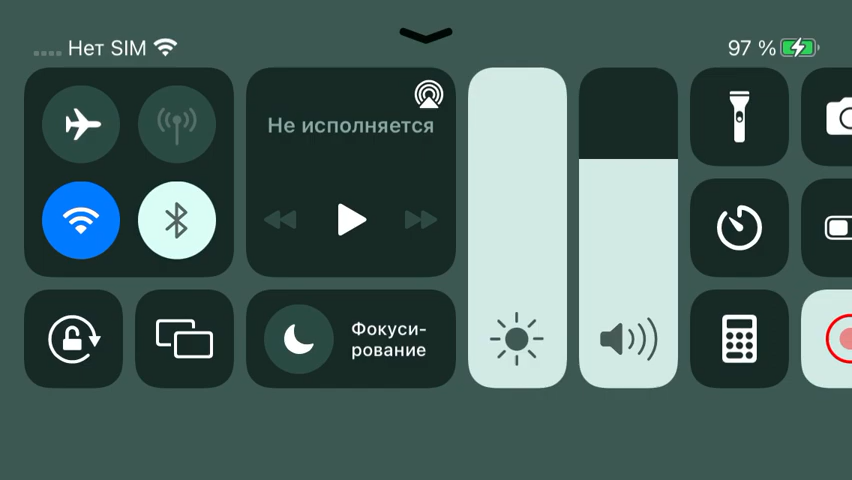 Нет SIM
97 %
Не исполняется
Фокуси-
рование